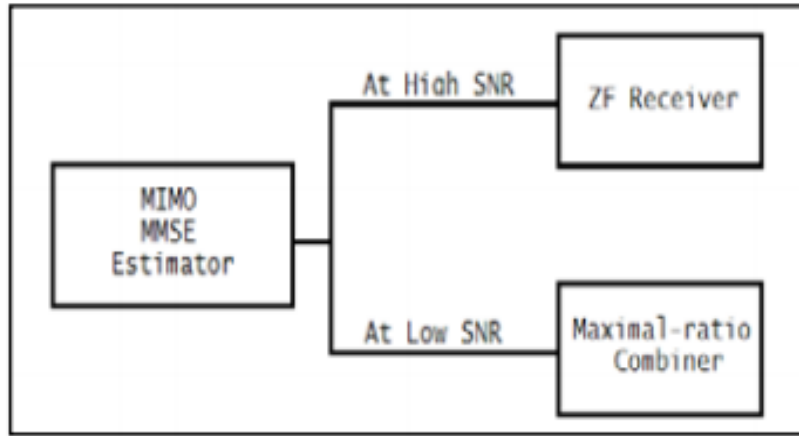 At High SNR
ZF Receiver
MIMO
MMSE
Estimator
At Low SNR
Maximal-ratio
Combiner